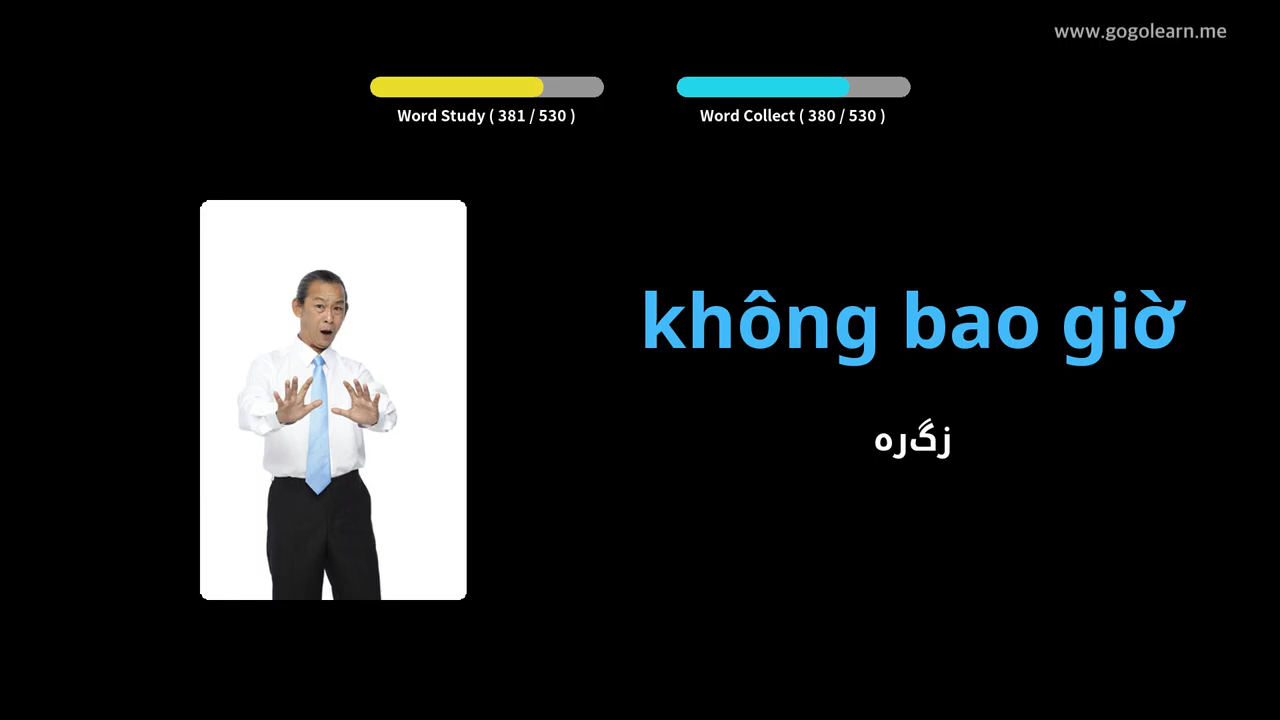 www.gogolearn.me
Word Study ( 381 / 530 )
Word Collect ( 380 / 530 )
không bao giờ
زگره